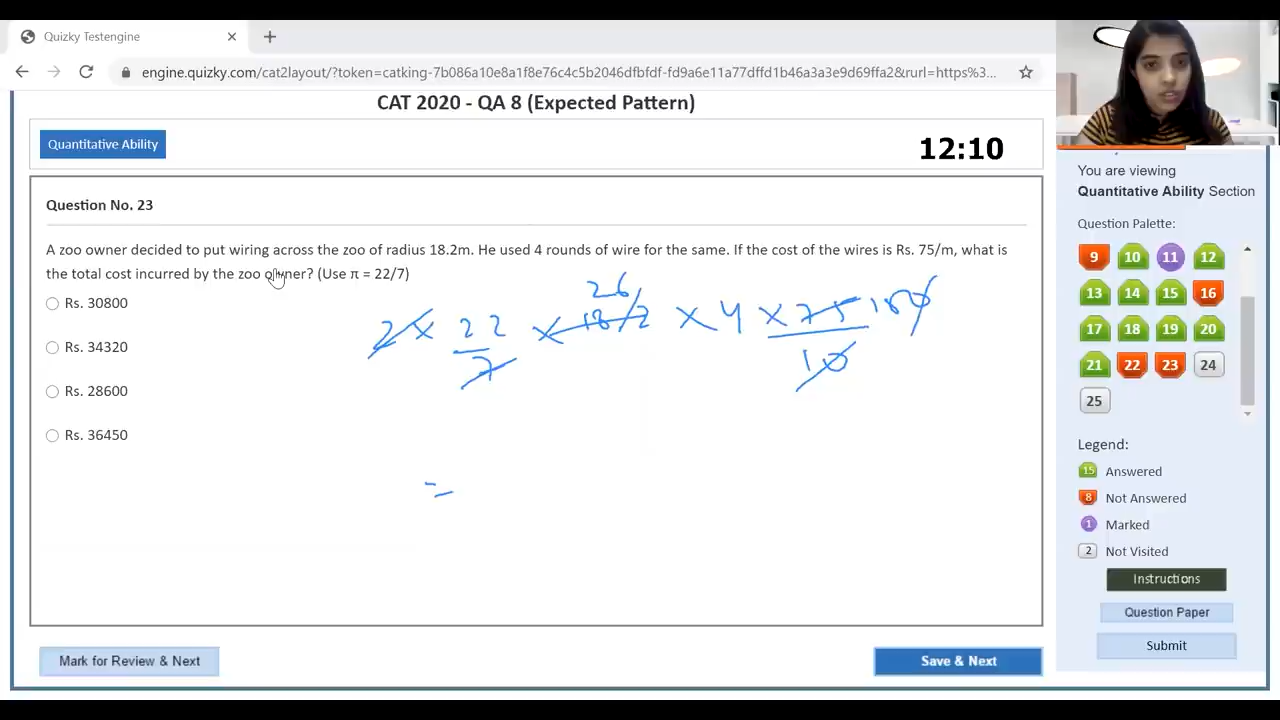 Quizky Testengine
engine.quizky.com/cat2layout/?token=catking-7b086a10e8a1f8e76c4c5b2046dfbfdf-fd9a6e11a77dffd1b46a3a3e9d69ffa2&rurl=https%3...
CAT 2020 - QA 8 (Expected Pattern)
Quantitative Ability
12:10
Question No. 23
A zoo owner decided to put wiring across the zoo of radius 18.2m. He used 4 rounds of wire for the same. If the cost of the wires is Rs. 75/m, what is
the total cost incurred by the zoo owner? (Use π = 22/7)
Rs. 30800
Rs. 34320
Rs. 28600
Rs. 36450
26
2 × 22 × 182 × 4 × 75 150
7 10
=
Mark for Review & Next
Save & Next
You are viewing
Quantitative Ability Section
Question Palette:
9 10 11 12
13 14 15 16
17 18 19 20
21 22 23 24
25
Legend:
15 Answered
8 Not Answered
1 Marked
2 Not Visited
Instructions
Question Paper
Submit